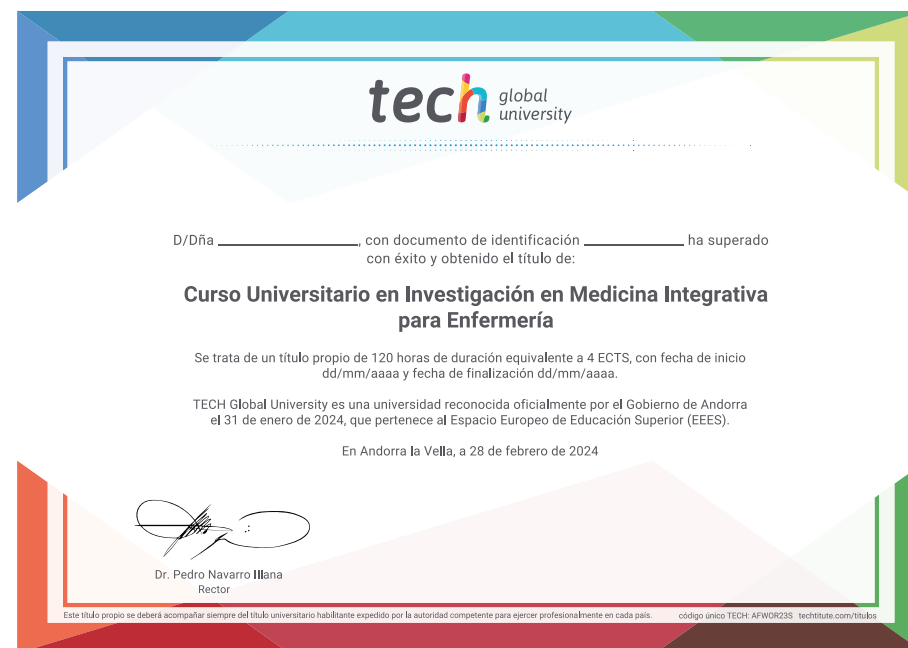 tech global
university
D/Dña ____________________, con documento de identificación ______________ ha superado
con éxito y obtenido el título de:
Curso Universitario en Investigación en Medicina Integrativa
para Enfermería
Se trata de un título propio de 120 horas de duración equivalente a 4 ECTS, con fecha de inicio
dd/mm/aaaa y fecha de finalización dd/mm/aaaa.
TECH Global University es una universidad reconocida oficialmente por el Gobierno de Andorra
el 31 de enero de 2024, que pertenece al Espacio Europeo de Educación Superior (EEES).
En Andorra la Vella, a 28 de febrero de 2024
Dr. Pedro Navarro Illana
Rector
Este título propio se deberá acompañar siempre del título universitario habilitante expedido por la autoridad competente para ejercer profesionalmente en cada país. código único TECH: AFWOR23S techtitute.com/titulos